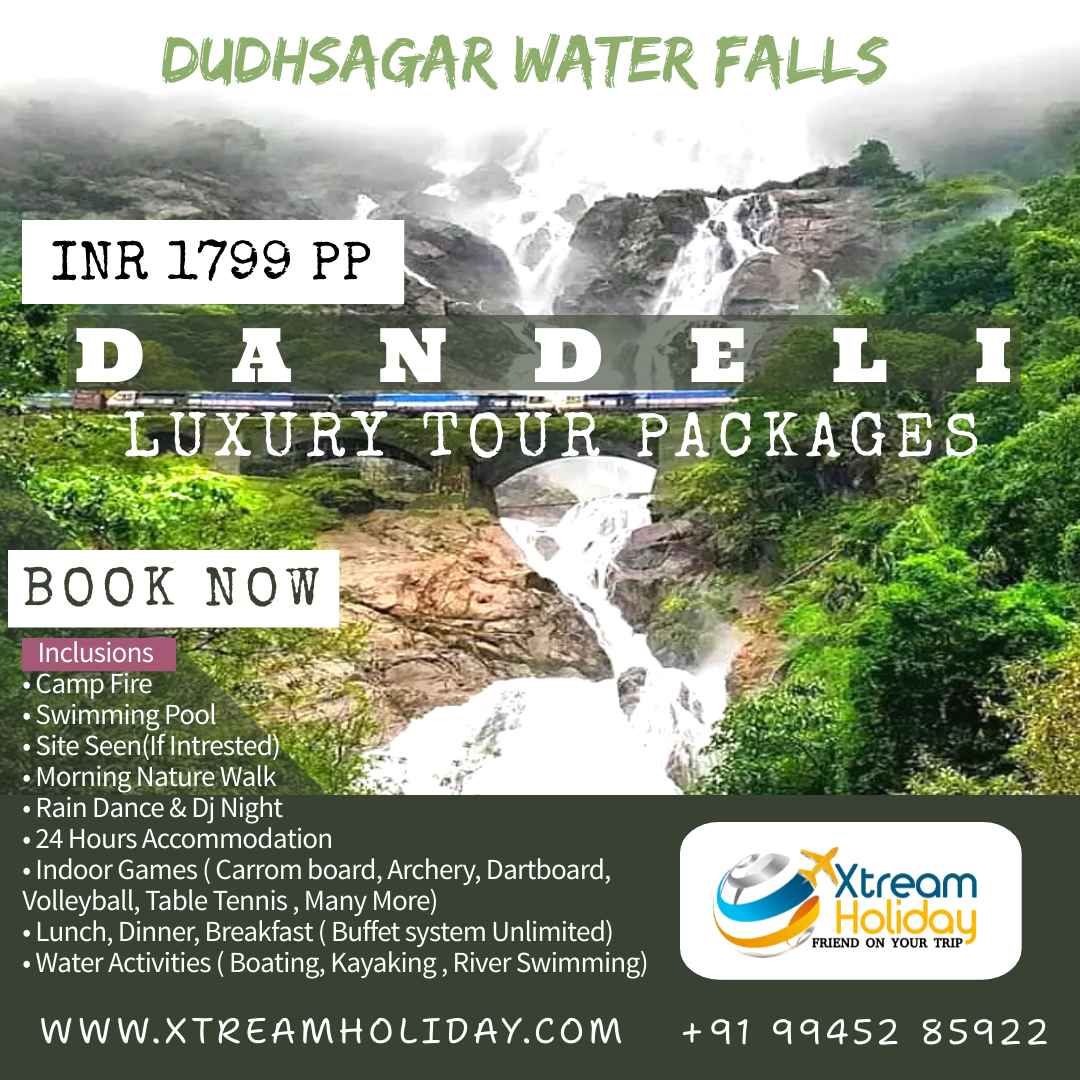 DUDHSAGAR WATER FALLS
INR 1799 PP
DANDELI
LUXURY TOUR PACKAGES
BOOK NOW
Inclusions
• Camp Fire
• Swimming Pool
• Site Seen(If Intrested)
• Morning Nature Walk
• Rain Dance & Dj Night
• 24 Hours Accommodation
• Indoor Games ( Carrom board, Archery, Dartboard,
Volleyball, Table Tennis , Many More)
• Lunch, Dinner, Breakfast ( Buffet system Unlimited)
• Water Activities ( Boating, Kayaking , River Swimming)
Xtream
Holiday
FRIEND ON YOUR TRIP
WWW.XTREAMHOLIDAY.COM
+91 99452 85922